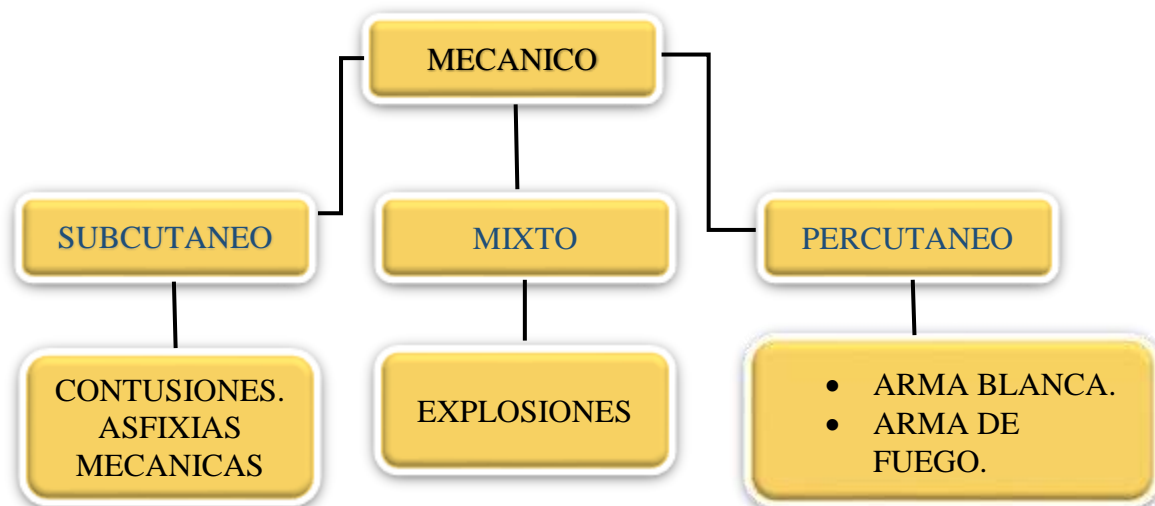 MECANICO
SUBCUTANEO
MIXTO
PERCUTANEO
CONTUSIONES.
ASFIXIAS
MECANICAS
EXPLOSIONES
• ARMA BLANCA.
• ARMA DE
FUEGO.